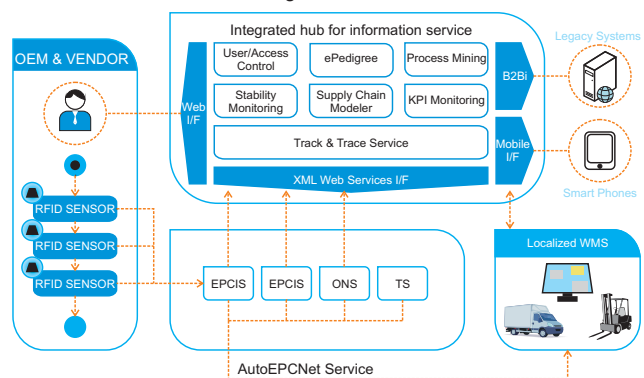 Integrated hub for information service
OEM & VENDOR
User/Access
Control
ePedigree
Process Mining
Stability
Monitoring
Supply Chain
Modeler
KPI Monitoring
Track & Trace Service
Web
I/F
B2Bi
Mobile
I/F
XML Web Services I/F
Legacy Systems
Smart Phones
RFID SENSOR
RFID SENSOR
RFID SENSOR
EPCIS
EPCIS
ONS
TS
Localized WMS
AutoEPCNet Service